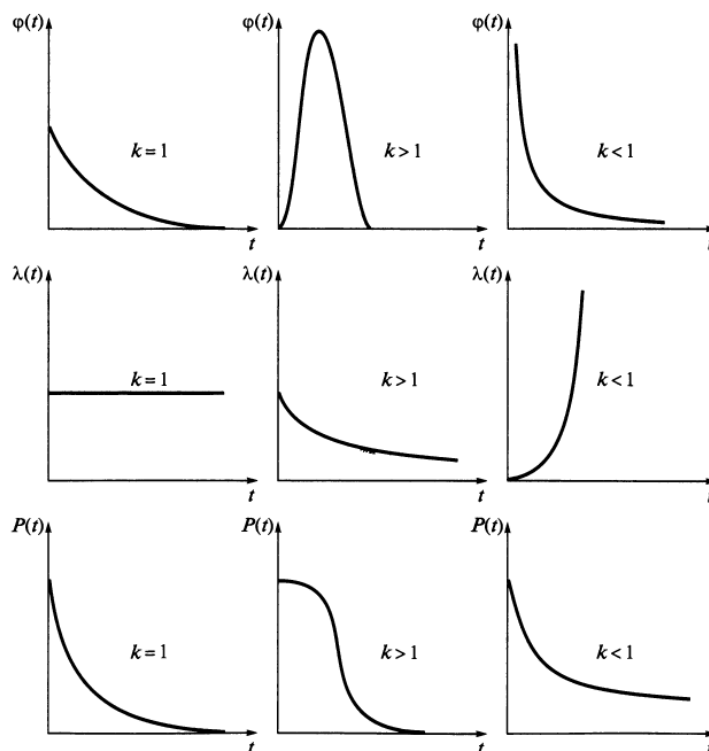 φ(t) φ(t) φ(t)
k = 1 k > 1 k < 1
t t t
λ(t) λ(t) λ(t)
k = 1 k > 1 k < 1
t t t
P(t) P(t) P(t)
k = 1 k > 1 k < 1
t t t